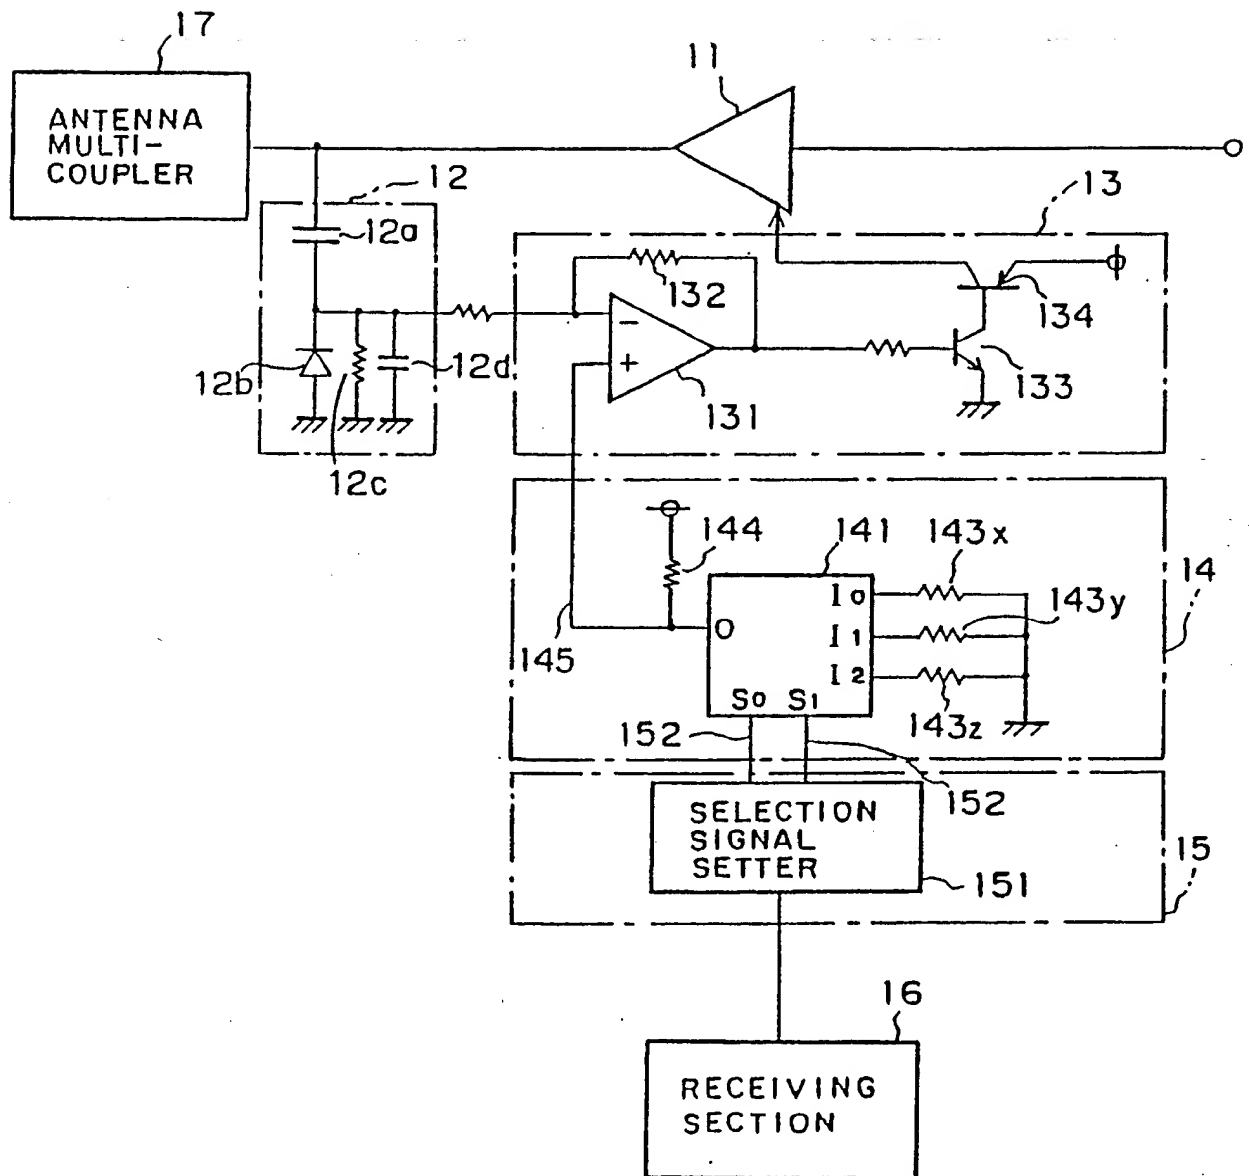 17
ANTENNA
MULTI-
COUPLER
11
12
12a
12b
12c
12d
13
132
−
+
131
134
133
14
144
141
143x
143y
143z
I0
I1
I2
O
S0 S1
145
152
152
15
SELECTION
SIGNAL
SETTER
151
16
RECEIVING
SECTION